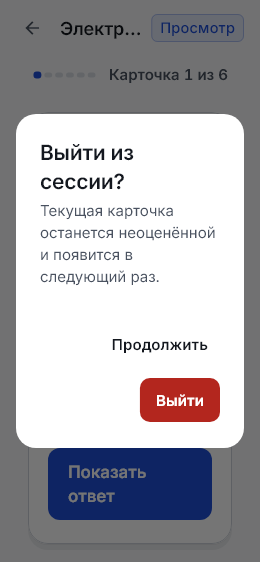 Электр...
Просмотр
Карточка 1 из 6
Выйти из
сессии?
Текущая карточка
останется неоценённой
и появится в
следующий раз.
Продолжить
Выйти
Показать
ответ